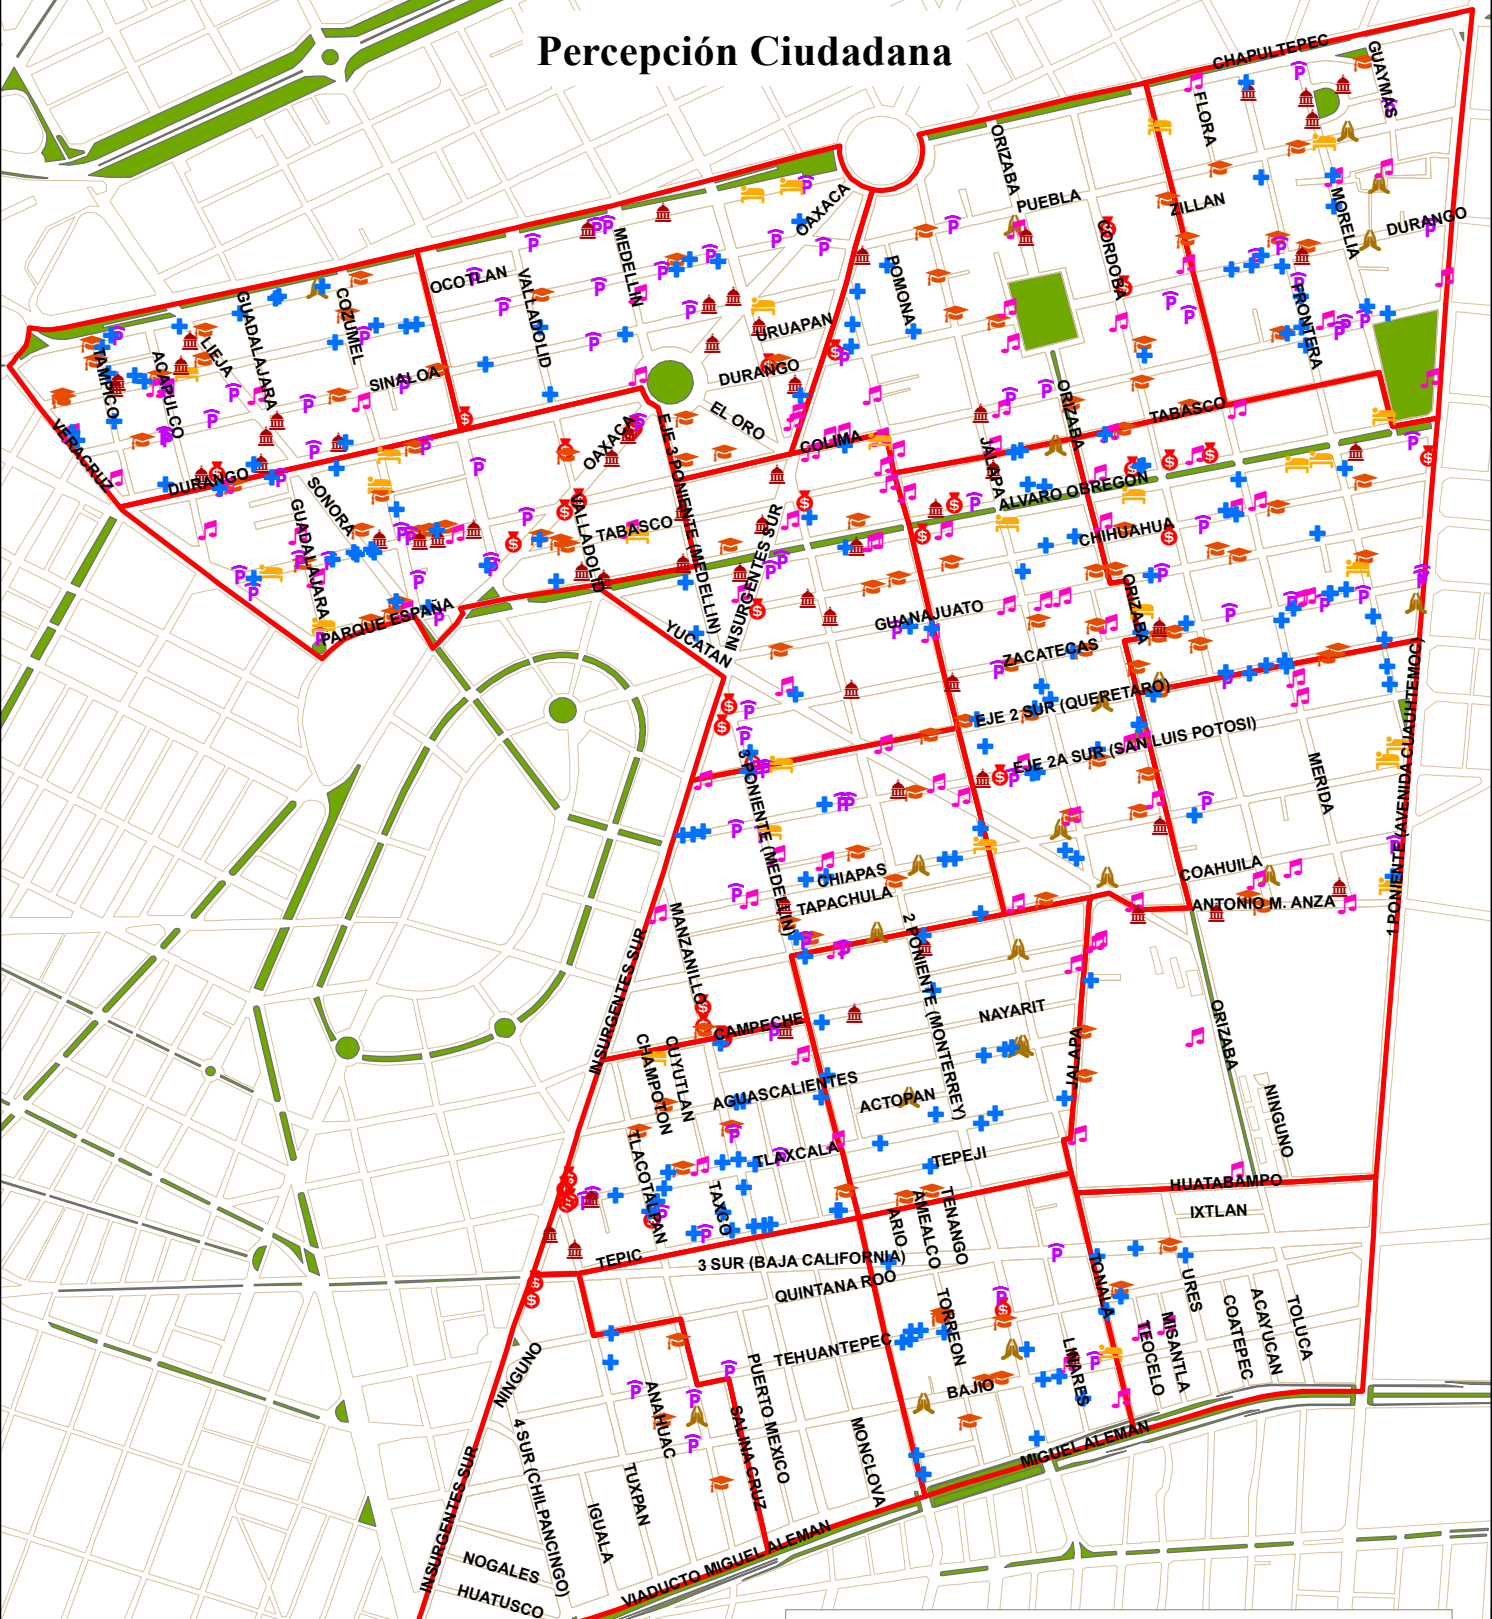 Percepción Ciudadana
CHAPULTEPEC
GUAYMAS
FLORA
ORIZABA
PUEBLA
ZILLAN
MORELIA
DURANGO
OAXACA
CORDOBA
POMONA
FRONTERA
MEDELLIN
OCOTLAN
VALLADOLID
COZUMEL
GUADALAJARA
LIEJA
ACAPULCO
TAMPICO
SINALOA
URUAPAN
DURANGO
EL ORO
COLIMA
TABASCO
ORIZABA
JALAPA
VERACRUZ
DURANGO
SONORA
GUADALAJARA
OAXACA
VALLADOLID
TABASCO
EJE 3 PONIENTE (MEDELLIN)
INSURGENTES SUR
ALVARO OBREGON
CHIHUAHUA
ORIZABA
GUANAJUATO
ZACATECAS
PARQUE ESPAÑA
YUCATAN
EJE 2 SUR (QUERETARO)
EJE 2A SUR (SAN LUIS POTOSI)
MERIDA
1 PONIENTE (AVENIDA CUAUHTEMOC)
3 PONIENTE (MEDELLIN)
CHIAPAS
TAPACHULA
COAHUILA
ANTONIO M. ANZA
MANZANILLO
2 PONIENTE (MONTERREY)
INSURGENTES SUR
CAMPECHE
NAYARIT
ORIZABA
JALAPA
CHAMPOTON
CUYUTLAN
AGUASCALIENTES
ACTOPAN
NINGUNO
TLACOTALPAN
TLAXCALA
TEPEJI
TAXCO
HUATABAMPO
IXTLAN
ARIO
AMEALCO
TENANGO
TEPIC
3 SUR (BAJA CALIFORNIA)
QUINTANA ROO
TONALA
URES
COATEPEC
ACAYUCAN
TOLUCA
TORREON
TEHUANTEPEC
LINARES
TEOCELO
MISANTLA
NINGUNO
BAJIO
ANAHUAC
PUERTO MEXICO
SALINA CRUZ
MONCLOVA
MIGUEL ALEMAN
4 SUR (CHILPANCINGO)
TUXPAN
IGUALA
INSURGENTES SUR
NOGALES
HUATUSCO
VIADUCTO MIGUEL ALEMAN